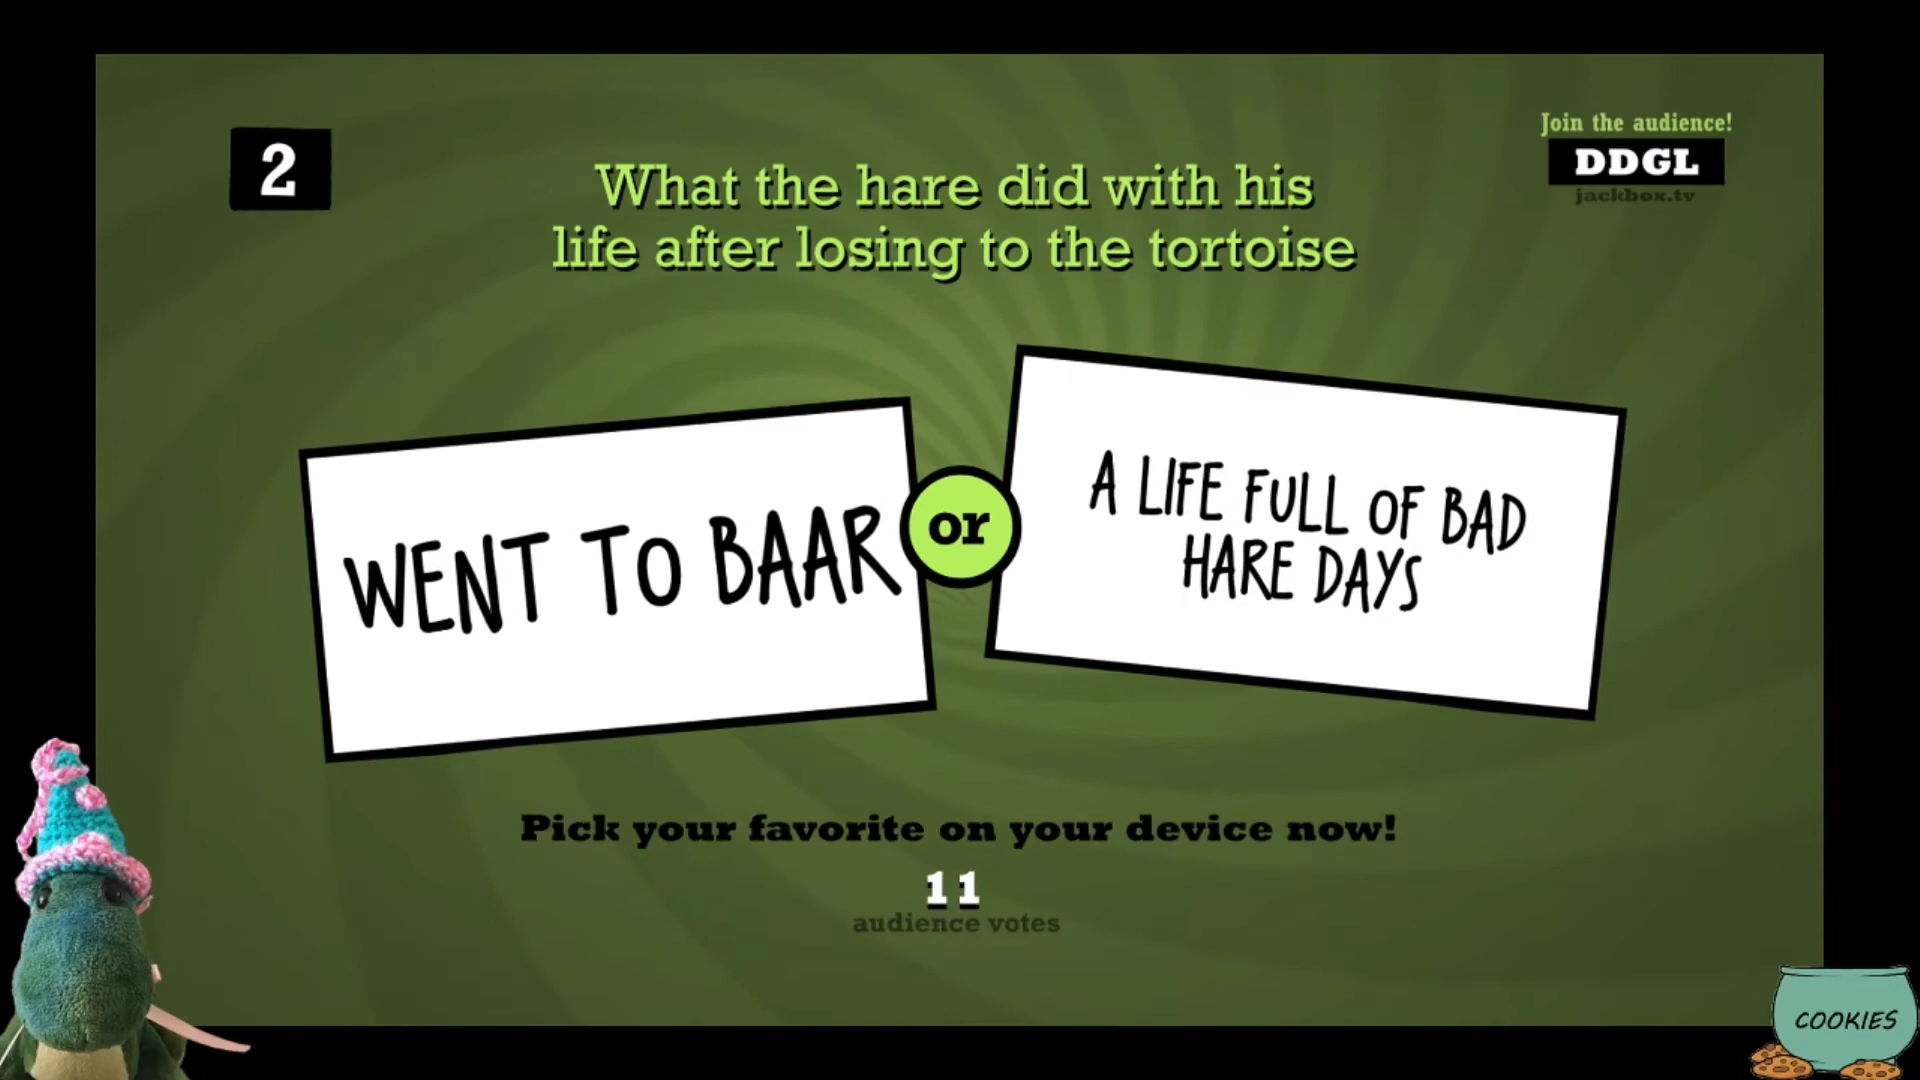 2
Join the audience!
DDGL
jackbox.tv
What the hare did with his
life after losing to the tortoise
WENT TO BAAR
or
A LIFE FULL OF BAD
HARE DAYS
Pick your favorite on your device now!
11
audience votes
COOKIES